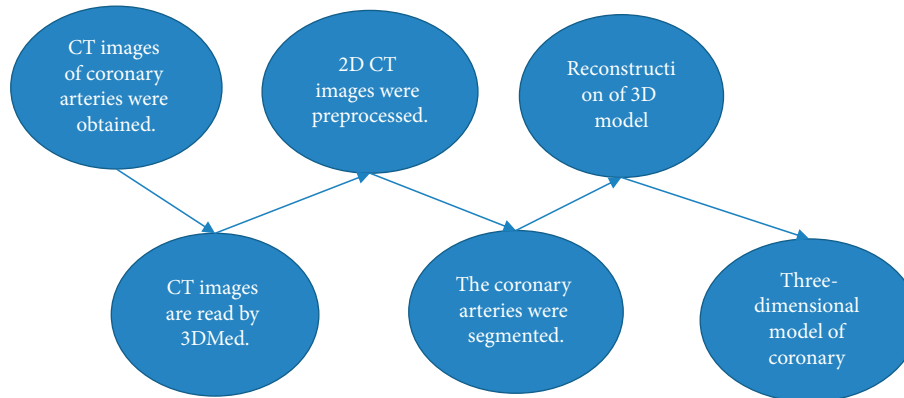 CT images
of coronary
arteries were
obtained.
CT images
are read by
3DMed.
2D CT
images were
preprocessed.
The coronary
arteries were
segmented.
Reconstructi
on of 3D
model
Three-
dimensional
model of
coronary